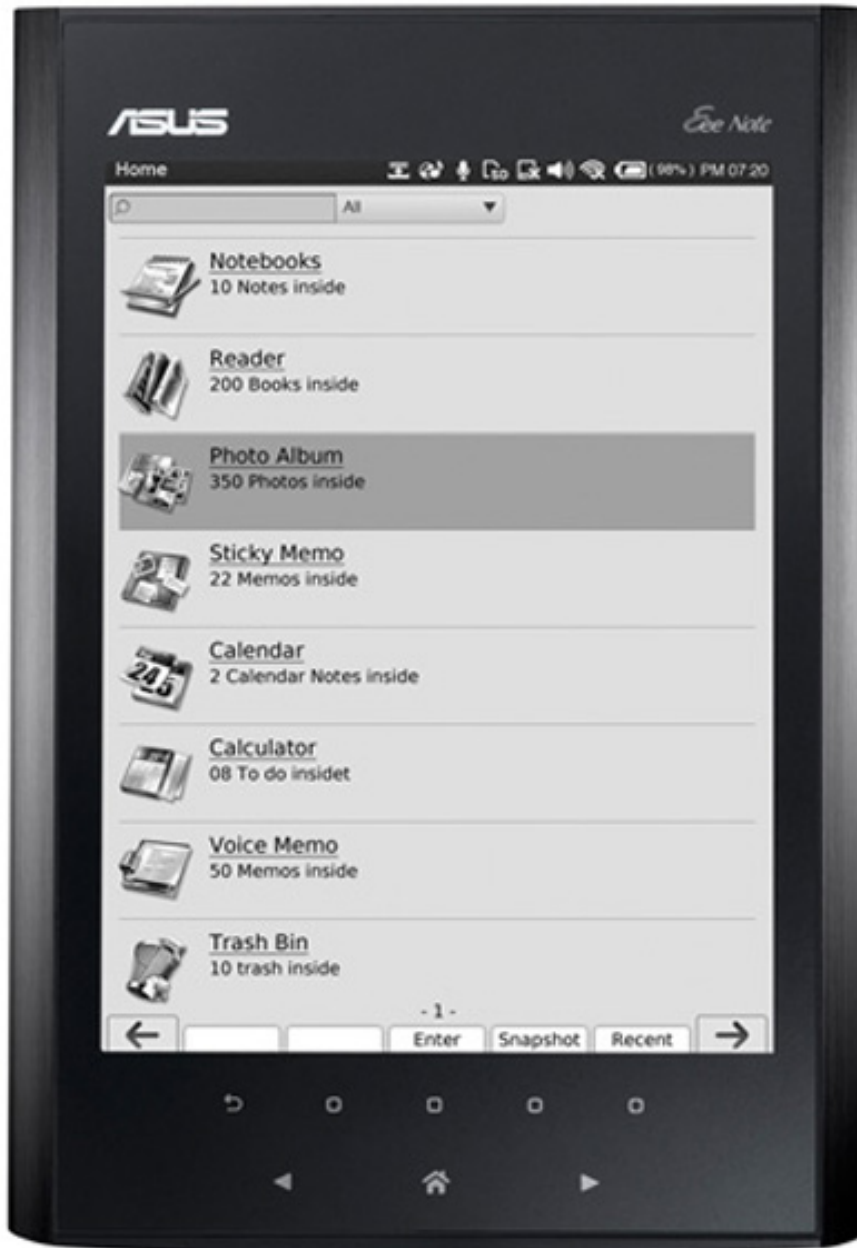 ASUS
Eee Note
Home (98%) PM 07:20
All
Notebooks
10 Notes inside
Reader
200 Books inside
Photo Album
350 Photos inside
Sticky Memo
22 Memos inside
Calendar
2 Calendar Notes inside
Calculator
08 To do insidet
Voice Memo
50 Memos inside
Trash Bin
10 trash inside
- 1 -
Enter Snapshot Recent